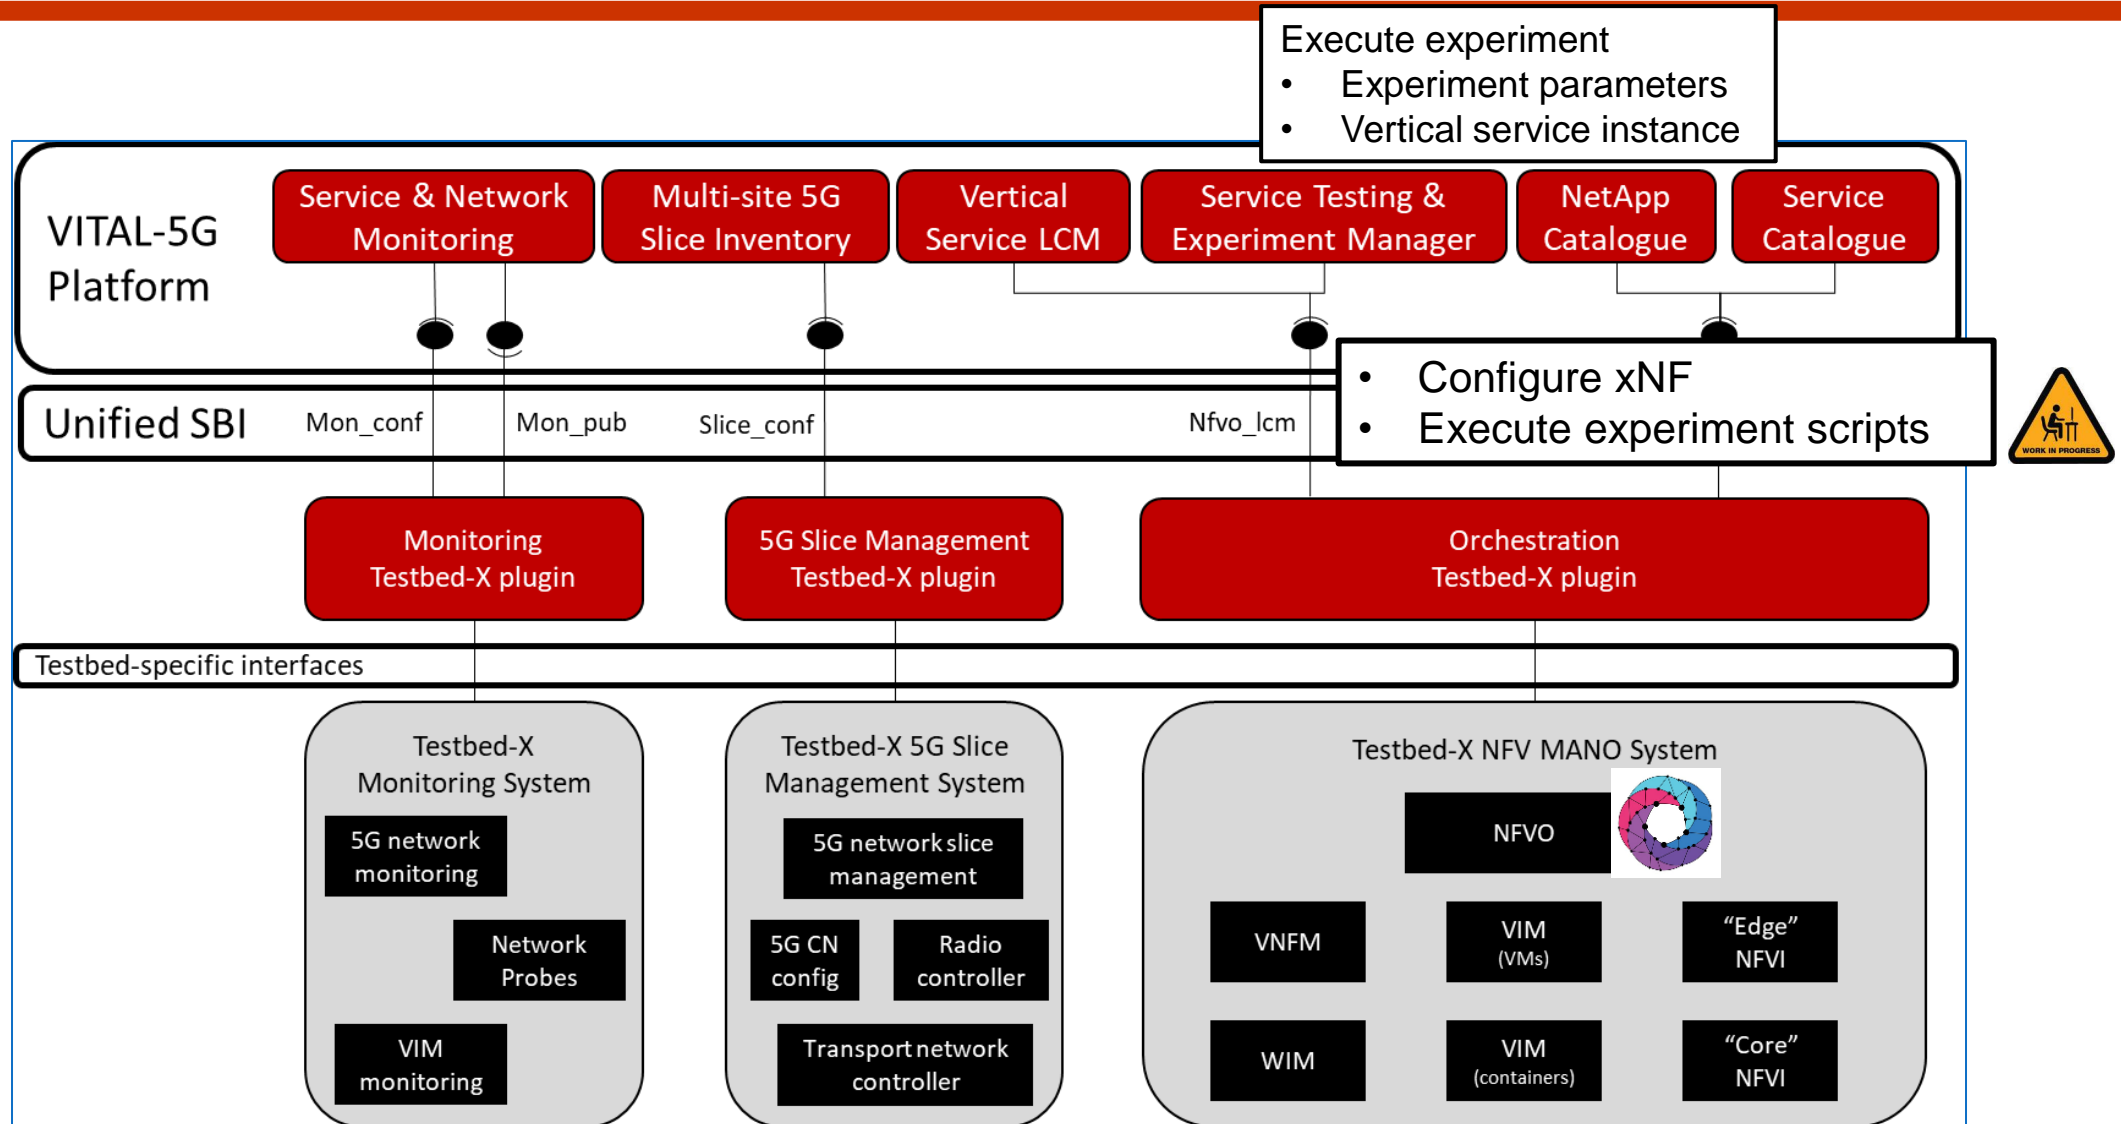 Execute experiment
• Experiment parameters
• Vertical service instance
VITAL-5G
Platform
Service & Network
Monitoring
Multi-site 5G
Slice Inventory
Vertical
Service LCM
Service Testing &
Experiment Manager
NetApp
Catalogue
Service
Catalogue
Unified SBI
Mon_conf
Mon_pub
Slice_conf
Nfvo_lcm
• Configure xNF
• Execute experiment scripts
WORK IN PROGRESS
Monitoring
Testbed-X plugin
5G Slice Management
Testbed-X plugin
Orchestration
Testbed-X plugin
Testbed-specific interfaces
Testbed-X
Monitoring System
5G network
monitoring
Network
Probes
VIM
monitoring
Testbed-X 5G Slice
Management System
5G network slice
management
5G CN
config
Radio
controller
Transport network
controller
Testbed-X NFV MANO System
NFVO
VNFM
VIM
(VMs)
“Edge”
NFVI
WIM
VIM
(containers)
“Core”
NFVI